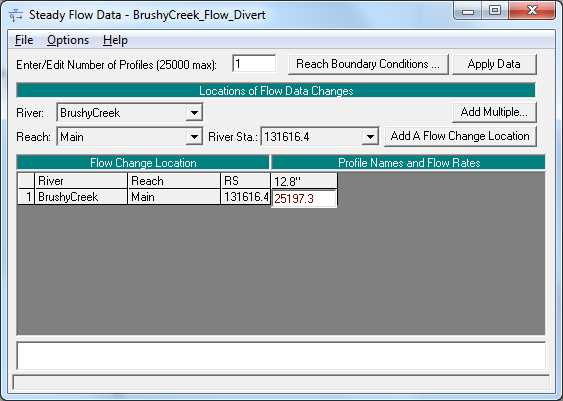 Steady Flow Data - BrushyCreek_Flow_Divert
File Options Help
Enter/Edit Number of Profiles (25000 max): 1 Reach Boundary Conditions ... Apply Data
Locations of Flow Data Changes
River: BrushyCreek Add Multiple...
Reach: Main River Sta.: 131616.4 Add A Flow Change Location
Flow Change Location Profile Names and Flow Rates
River Reach RS 12.8"
1 BrushyCreek Main 131616.4 25197.3